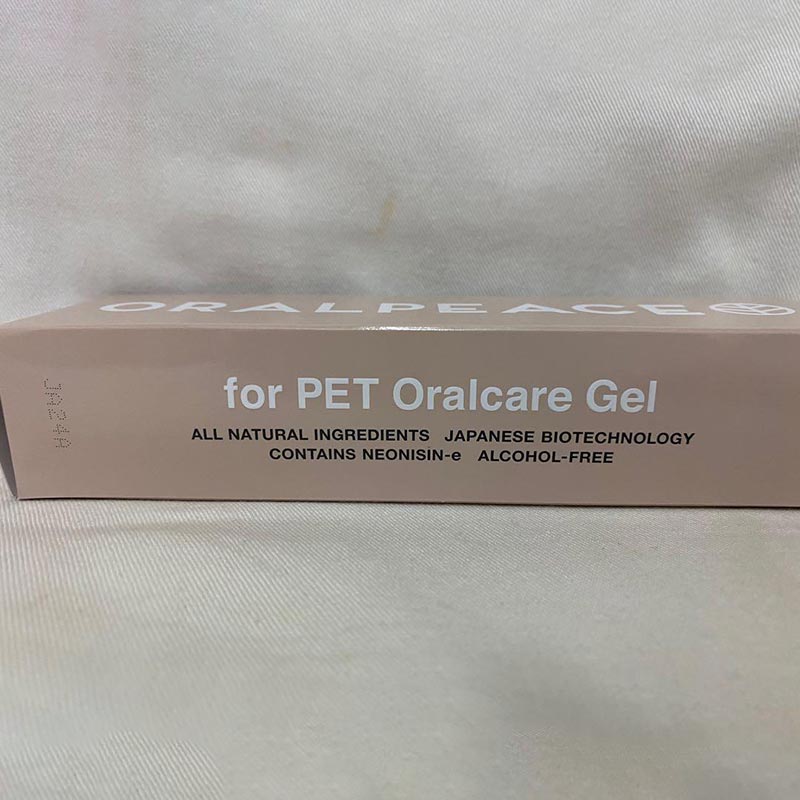 ORALPEACE
for PET Oralcare Gel
JA24A
ALL NATURAL INGREDIENTS JAPANESE BIOTECHNOLOGY
CONTAINS NEONISIN-e ALCOHOL-FREE